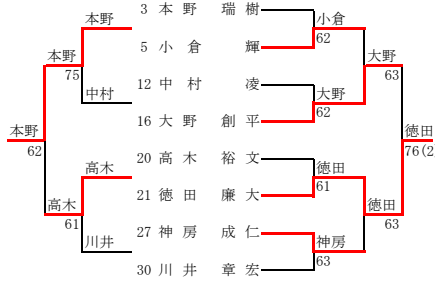 3 本野 瑞樹
本野
小倉
5 小倉 輝
62
本野
大野
75
63
中村
12 中村 凌
大野
16 大野 創平
62
本野
徳田
62
76(2
20 高木 裕文
高木
徳田
21 徳田 廉大
61
高木
徳田
61
63
27 神房 成仁
川井
神房
63
30 川井 章宏